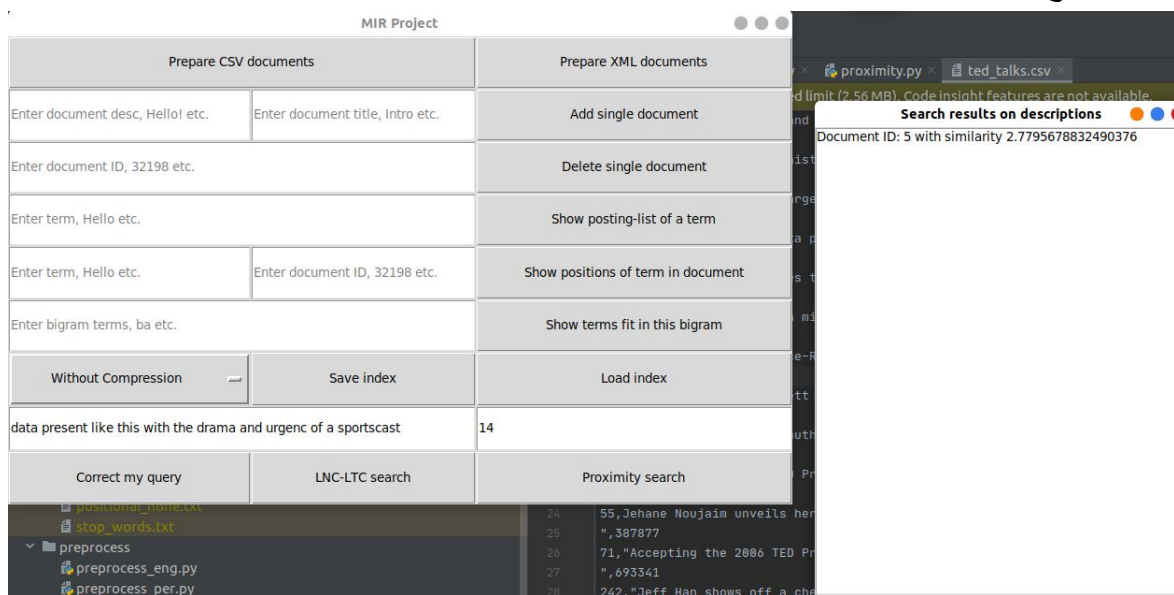 MIR Project
Prepare CSV documents
Prepare XML documents
Enter document desc, Hello! etc.
Enter document title, Intro etc.
Add single document
Enter document ID, 32198 etc.
Delete single document
Enter term, Hello etc.
Show posting-list of a term
Enter term, Hello etc.
Enter document ID, 32198 etc.
Show positions of term in document
Enter bigram terms, ba etc.
Show terms fit in this bigram
Without Compression
Save index
Load index
data present like this with the drama and urgenc of a sportscast
14
Correct my query
LNC-LTC search
Proximity search
positional_none.txt
stop_words.txt
preprocess
preprocess_eng.py
preprocess_per.py
proximity.py
ted_talks.csv
limit (2.56 MB). Code insight features are not available.
24 55,Jehane Noujaim unveils her
25 ",387877
26 71,"Accepting the 2006 TED Pr
27 ",693341
28 242,"Jeff Han shows off a che
Search results on descriptions
Document ID: 5 with similarity 2.7795678832490376